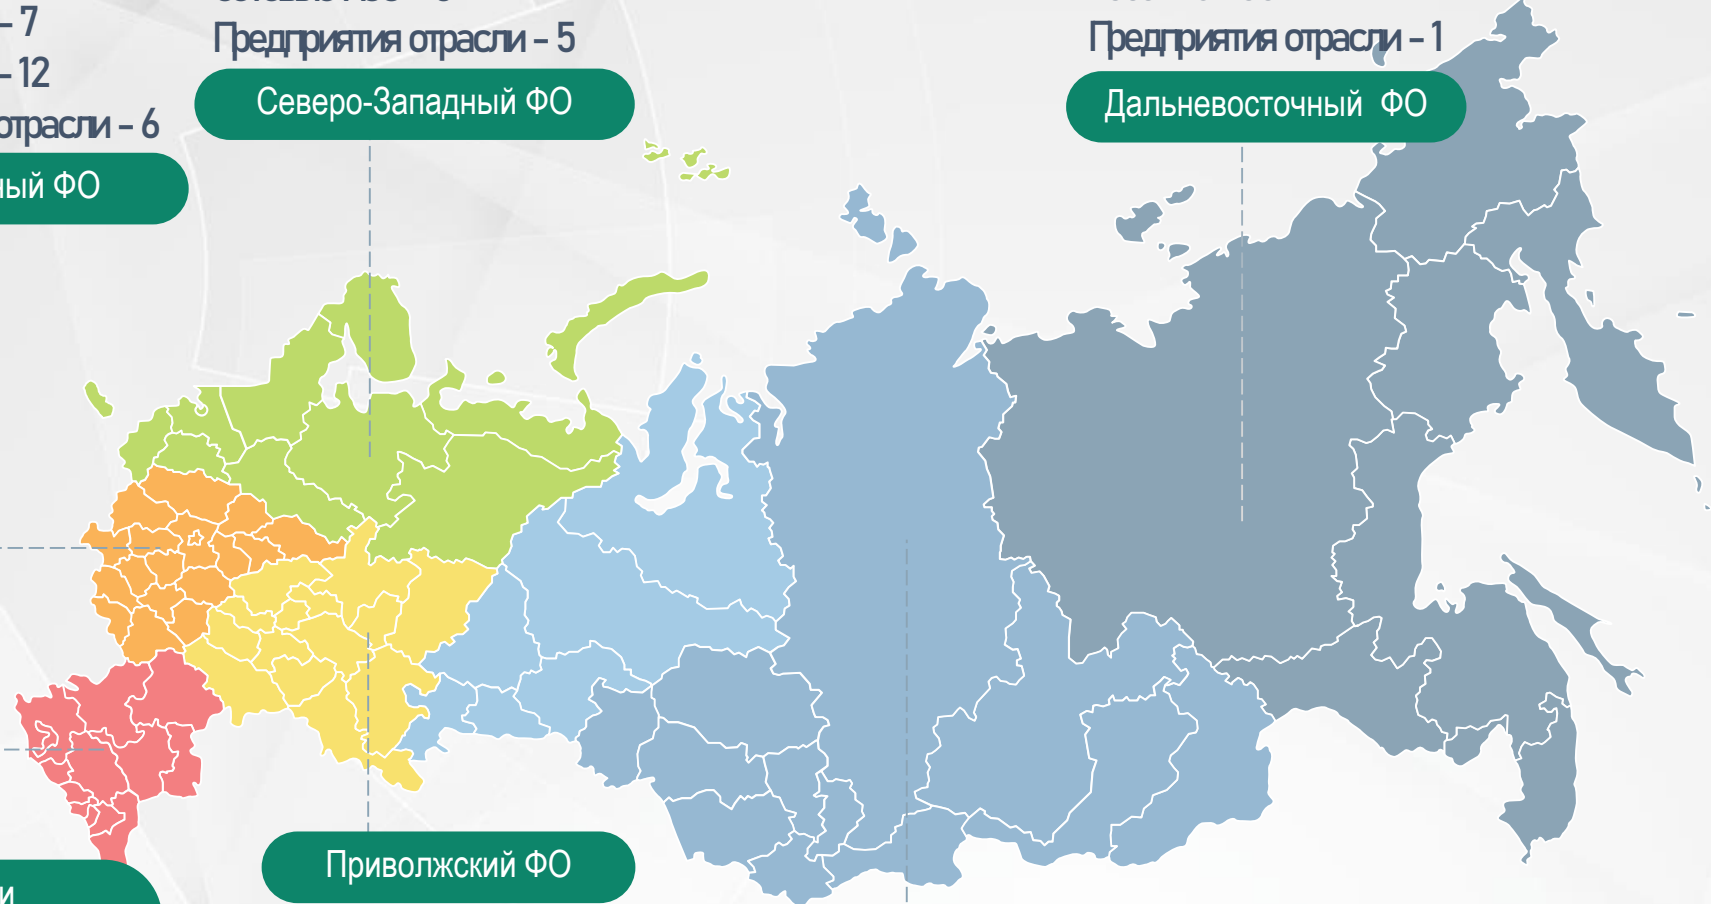 – 7
– 12
отрасли – 6
ный ФО
Предприятия отрасли – 5
Северо-Западный ФО
Предприятия отрасли – 1
Дальневосточный ФО
Приволжский ФО
и